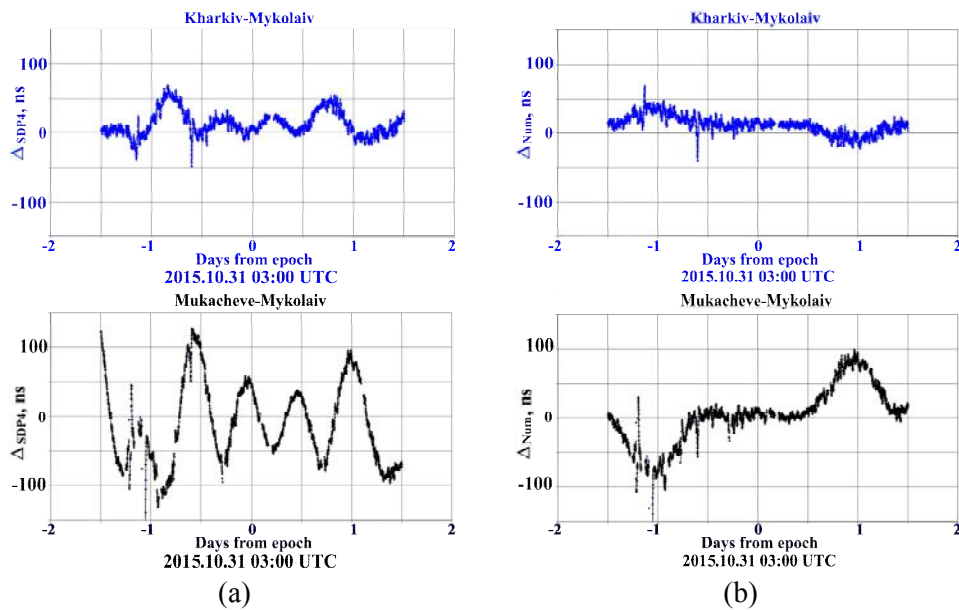 Kharkiv-Mykolaiv
Δ SDP4, ns
100
0
-100
-2 -1 0 1 2
Days from epoch
2015.10.31 03:00 UTC
Mukacheve-Mykolaiv
Δ SDP4, ns
100
0
-100
-2 -1 0 1 2
Days from epoch
2015.10.31 03:00 UTC
(a)
Kharkiv-Mykolaiv
Δ Num, ns
100
0
-100
-2 -1 0 1 2
Days from epoch
2015.10.31 03:00 UTC
Mukacheve-Mykolaiv
Δ Num, ns
100
0
-100
-2 -1 0 1 2
Days from epoch
2015.10.31 03:00 UTC
(b)